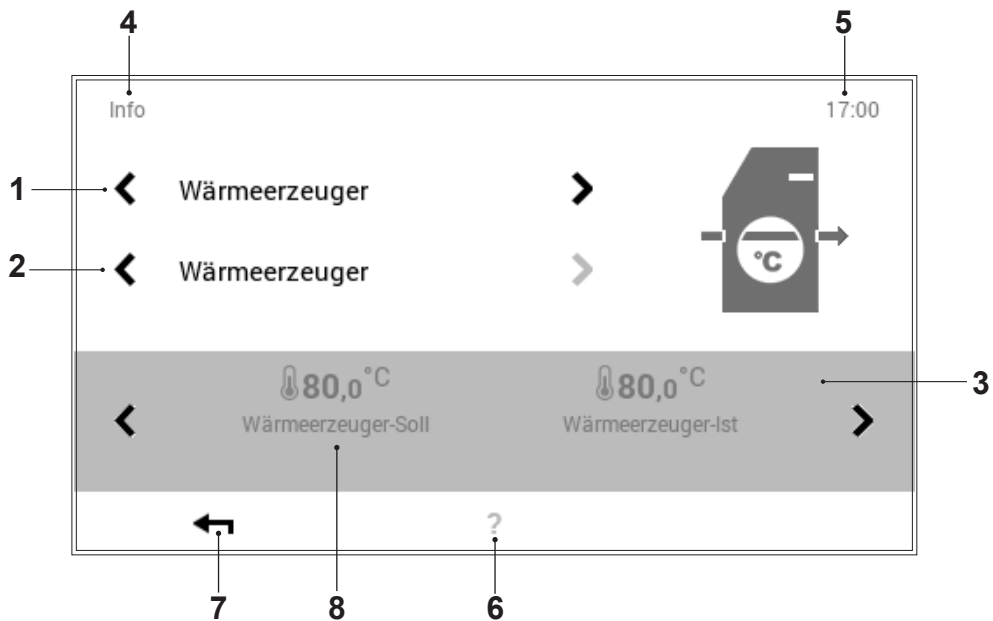 4 5
Info 17:00
1 Wärmeerzeuger
°C
2 Wärmeerzeuger
80,0°C 80,0°C 3
Wärmeerzeuger-Soll Wärmeerzeuger-Ist
?
7 8 6